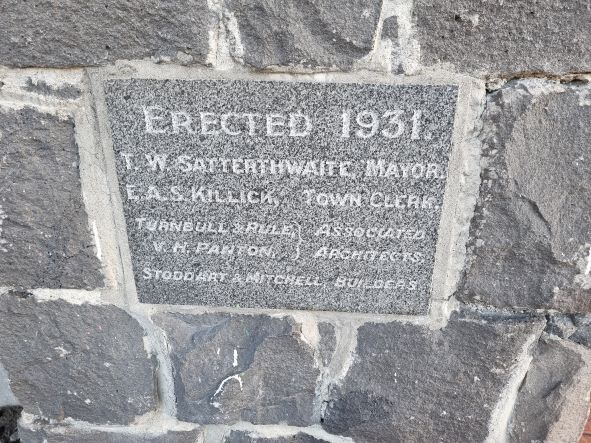 ERECTED 1931.
T. W. SATTERTHWAITE, MAYOR.
E. A. S. KILLICK, TOWN CLERK.
TURNBULL & RULE, } ASSOCIATED
V. H. PANTON, } ARCHITECTS
STODDART & MITCHELL, BUILDERS